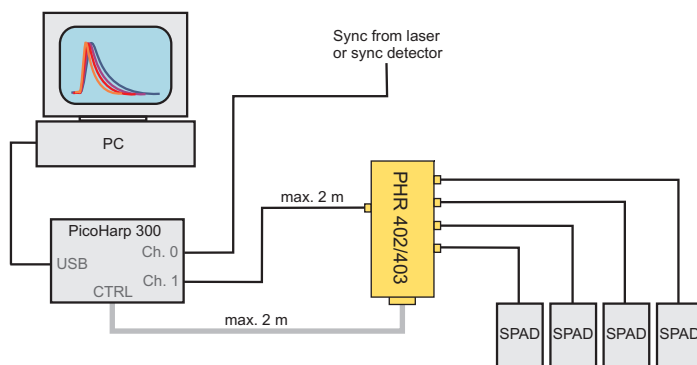 Sync from laser
or sync detector
PC
PHR 402/403
max. 2 m
PicoHarp 300
Ch. 0
USB
Ch. 1
CTRL
max. 2 m
SPAD
SPAD
SPAD
SPAD